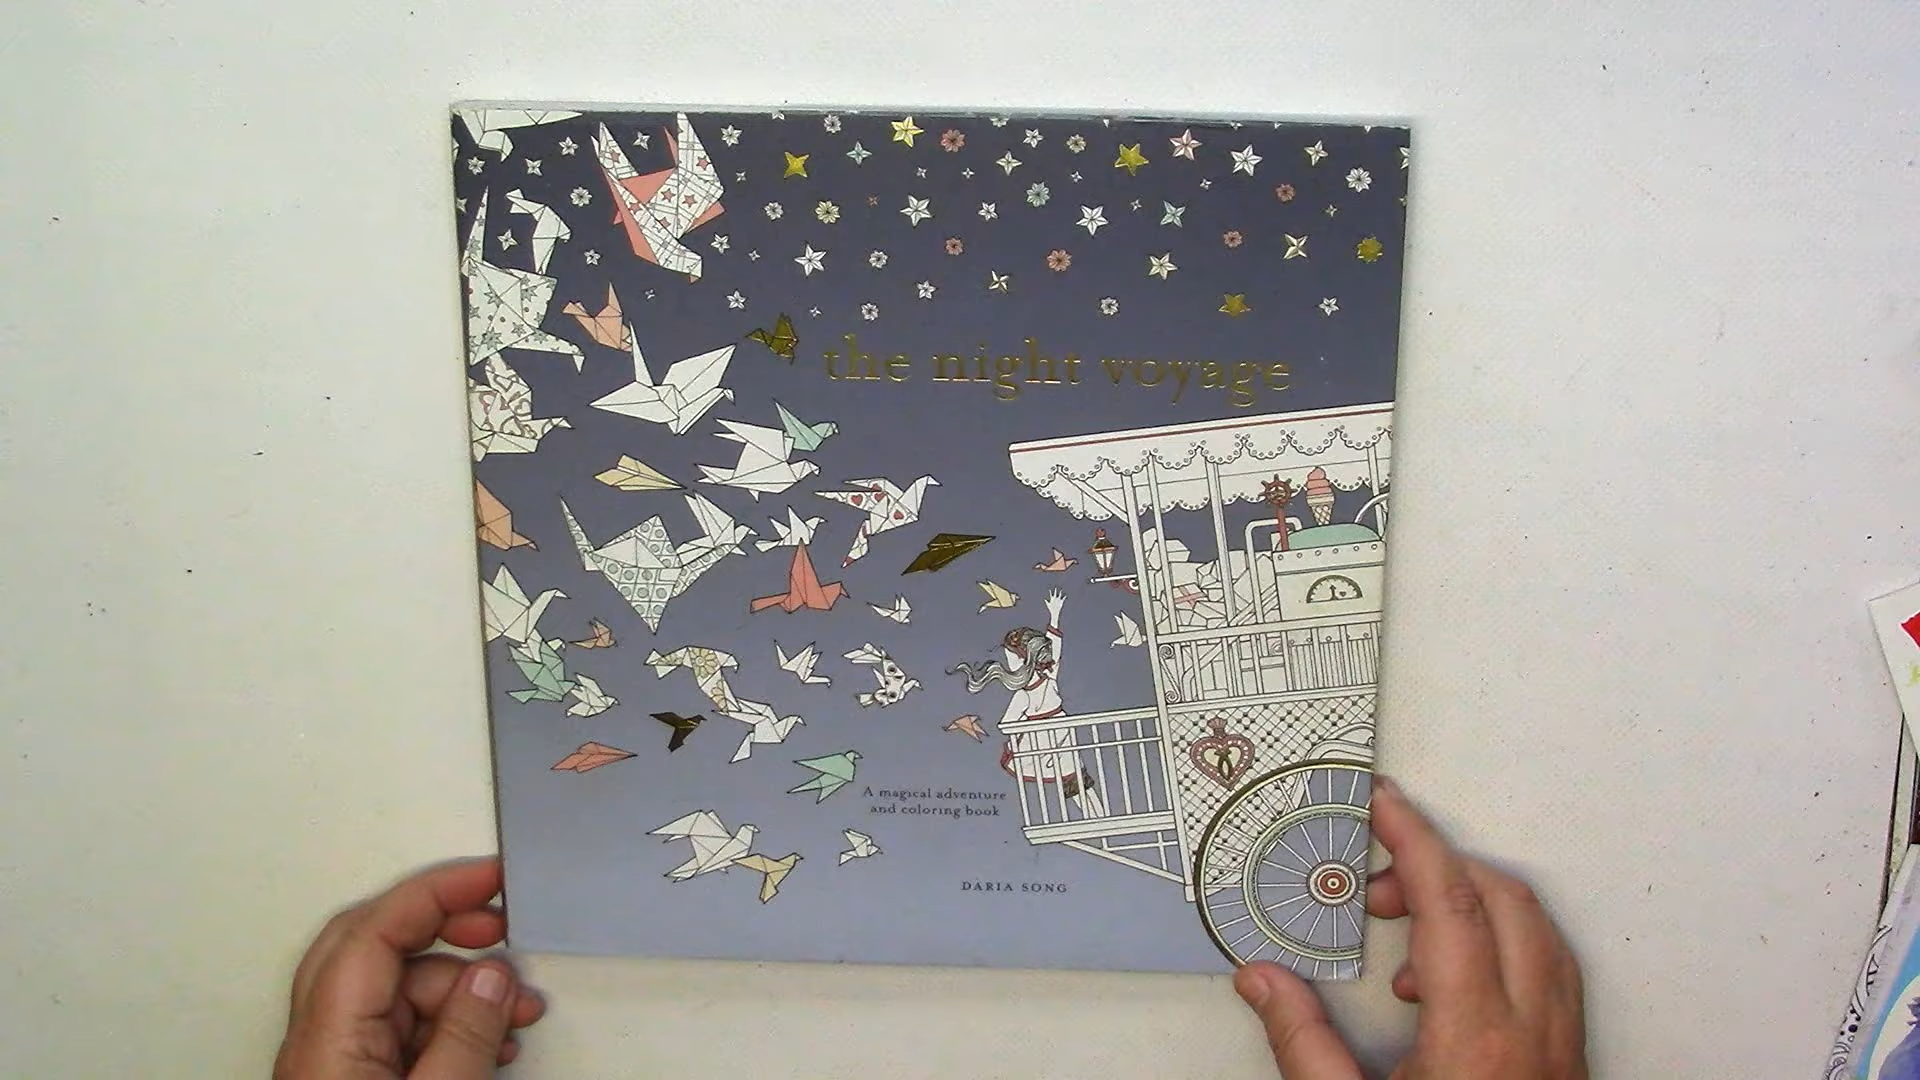 the night voyage
A magical adventure
and coloring book
DARIA SONG